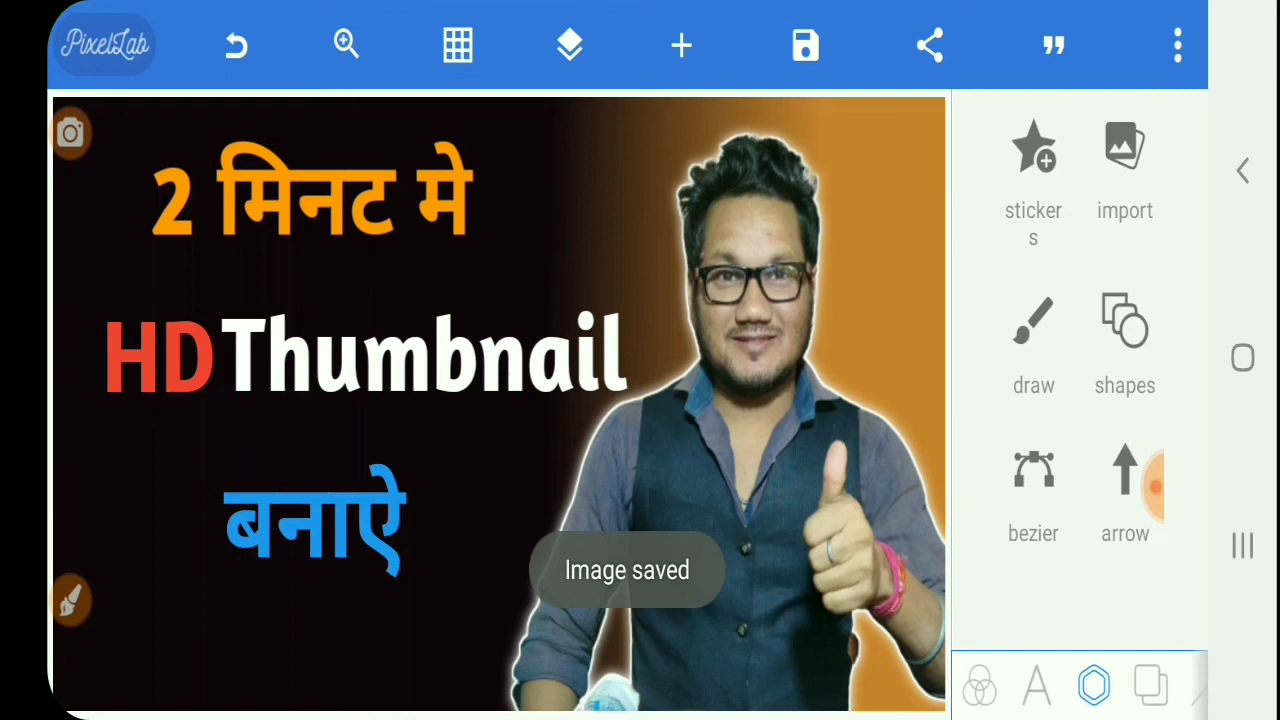 PixelLab
2 मिनट मे
HD Thumbnail
बनाऐ
Image saved
stickers
import
draw
shapes
bezier
arrow